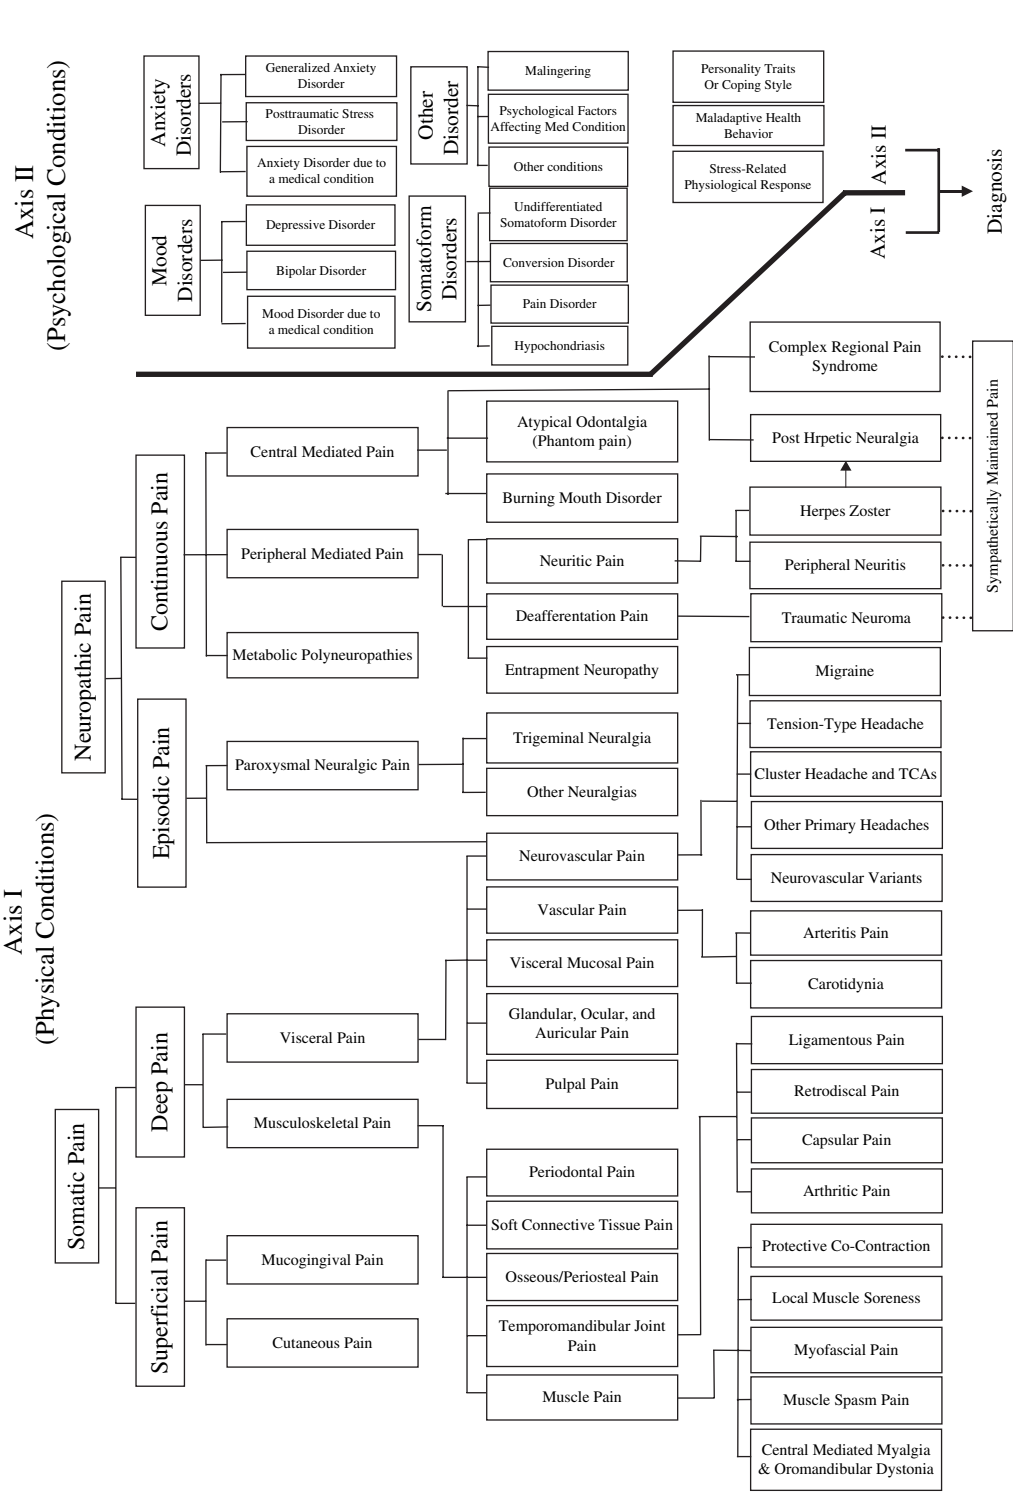 Axis I
(Physical Conditions)
Axis II
(Psychological Conditions)
Anxiety
Disorders
Generalized Anxiety
Disorder
Posttraumatic Stress
Disorder
Anxiety Disorder due to
a medical condition
Mood
Disorders
Depressive Disorder
Bipolar Disorder
Mood Disorder due to
a medical condition
Other
Disorder
Malingering
Psychological Factors
Affecting Med Condition
Other conditions
Somatoform
Disorders
Undifferentiated
Somatoform Disorder
Conversion Disorder
Pain Disorder
Hypochondriasis
Personality Traits
Or Coping Style
Maladaptive Health
Behavior
Stress-Related
Physiological Response
Axis I
Axis II
Diagnosis
Neuropathic Pain
Continuous Pain
Central Mediated Pain
Atypical Odontalgia
(Phantom pain)
Burning Mouth Disorder
Complex Regional Pain
Syndrome
Post Hrpetic Neuralgia
Peripheral Mediated Pain
Neuritic Pain
Herpes Zoster
Peripheral Neuritis
Deafferentation Pain
Traumatic Neuroma
Entrapment Neuropathy
Sympathetically Maintained Pain
Metabolic Polyneuropathies
Episodic Pain
Paroxysmal Neuralgic Pain
Trigeminal Neuralgia
Other Neuralgias
Neurovascular Pain
Migraine
Tension-Type Headache
Cluster Headache and TCAs
Other Primary Headaches
Neurovascular Variants
Somatic Pain
Deep Pain
Visceral Pain
Vascular Pain
Arteritis Pain
Carotidynia
Visceral Mucosal Pain
Glandular, Ocular, and
Auricular Pain
Pulpal Pain
Musculoskeletal Pain
Periodontal Pain
Soft Connective Tissue Pain
Osseous/Periosteal Pain
Temporomandibular Joint
Pain
Ligamentous Pain
Retrodiscal Pain
Capsular Pain
Arthritic Pain
Muscle Pain
Protective Co-Contraction
Local Muscle Soreness
Myofascial Pain
Muscle Spasm Pain
Central Mediated Myalgia
& Oromandibular Dystonia
Superficial Pain
Mucogingival Pain
Cutaneous Pain